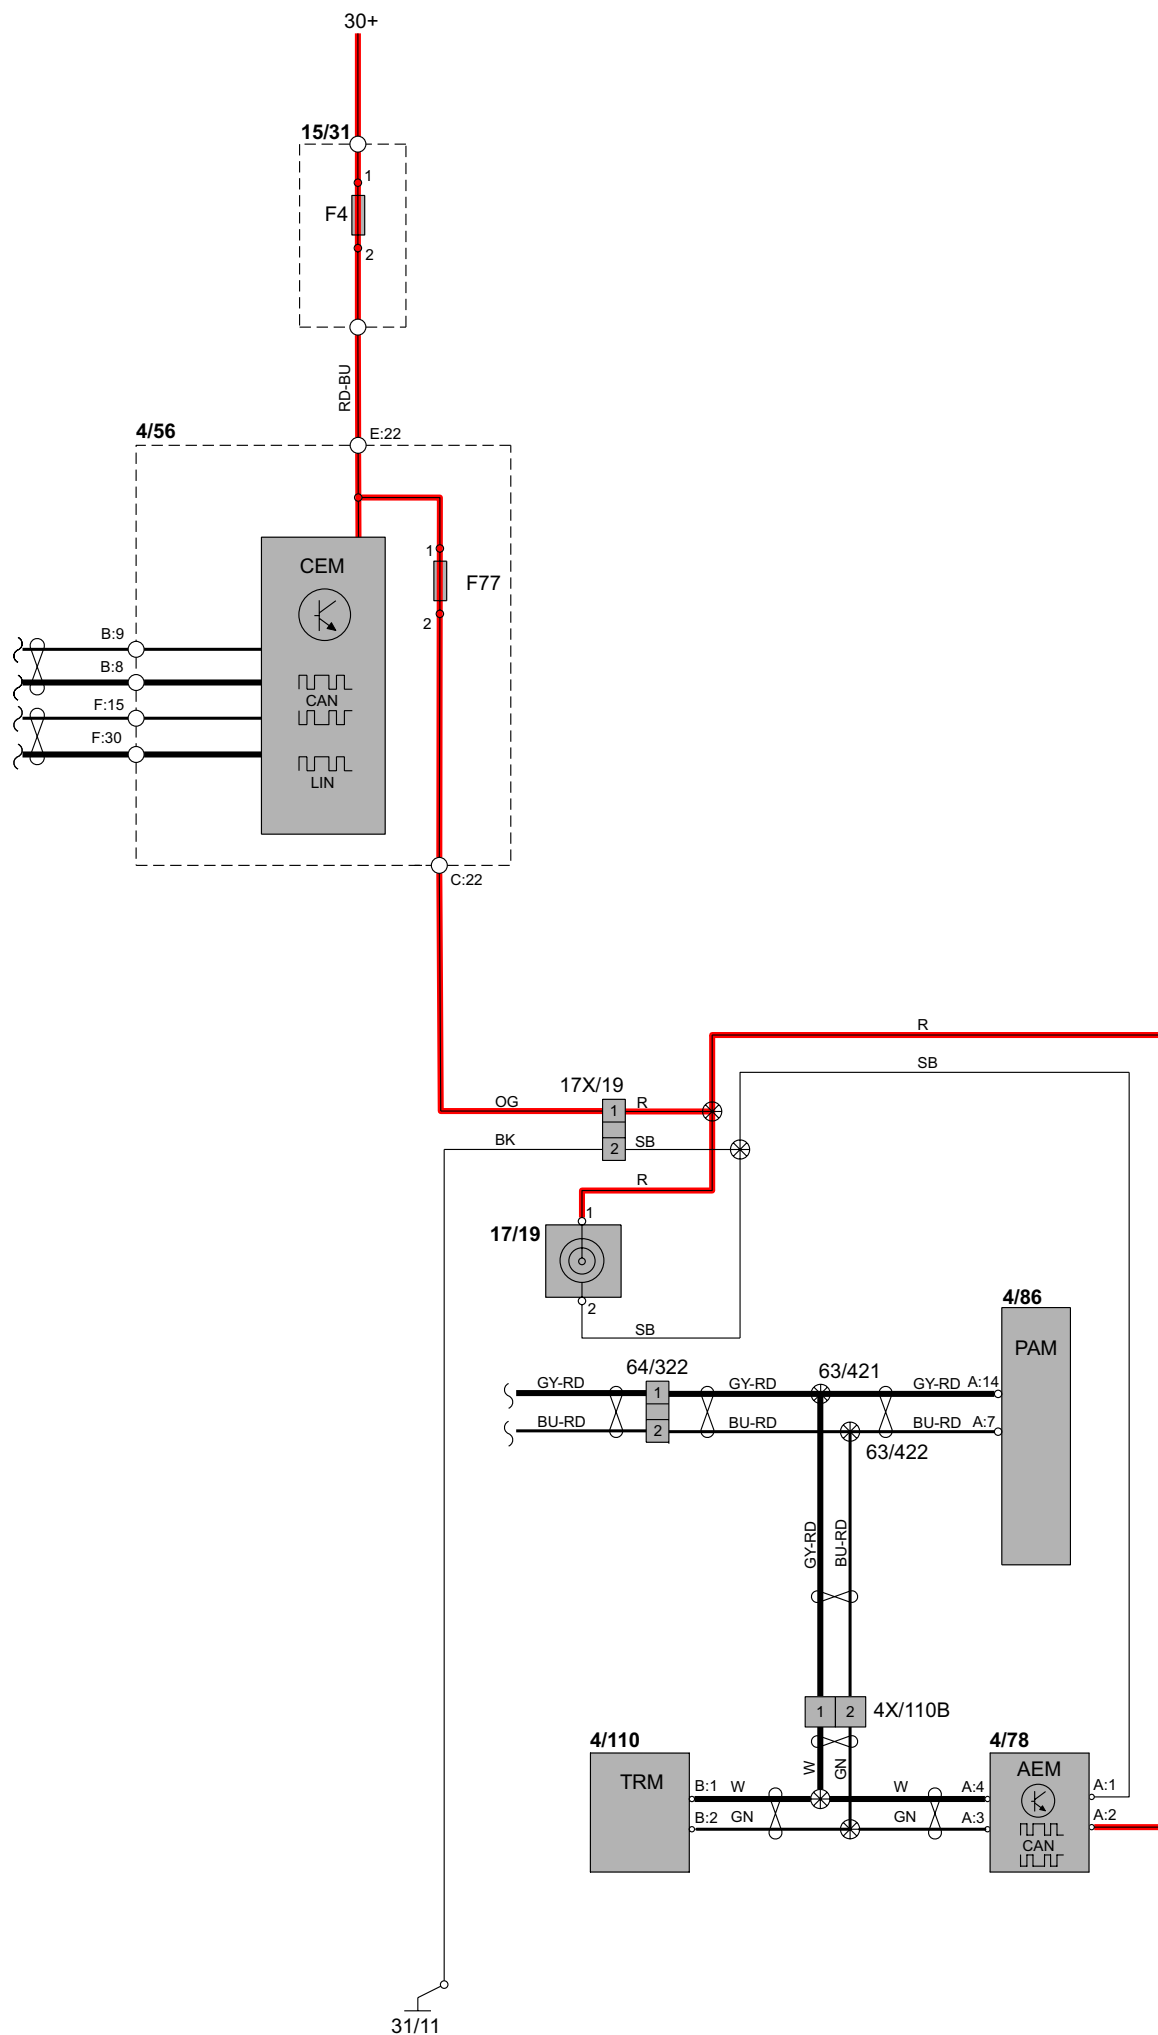 30+
15/31
1
F4
2
RD-BU
4/56
E:22
CEM
1
F77
2
B:9
B:8
F:15
CAN
F:30
LIN
C:22
R
SB
17X/19
OG
1
R
BK
2
SB
R
17/19
1
2
SB
4/86
PAM
64/322
63/421
GY-RD
1
GY-RD
GY-RD
A:14
BU-RD
2
BU-RD
BU-RD
A:7
63/422
GY-RD
BU-RD
1
2
4X/110B
W
GN
4/110
4/78
TRM
AEM
B:1
W
W
A:4
A:1
B:2
GN
GN
A:3
A:2
CAN
31/11